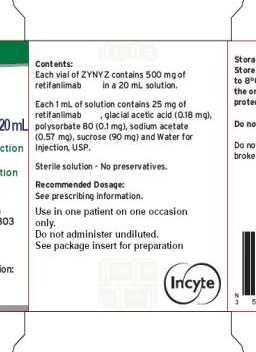 Contents:
Each vial of ZYNYZ contains 500 mg of
retifanlimab in a 20 mL solution.
Each 1 mL of solution contains 25 mg of
retifanlimab , glacial acetic acid (0.18 mg),
polysorbate 80 (0.1 mg), sodium acetate
(0.57 mg), sucrose (90 mg) and Water for
Injection, USP.
Sterile solution - No preservatives.
Recommended Dosage:
See prescribing information.
Use in one patient on one occasion
only.
Do not administer undiluted.
See package insert for preparation
Incyte
20 mL
ction
tion
303
ion:
Stora
Store
to 8°
the or
prote
Do no
Do no
broke
N
3 5